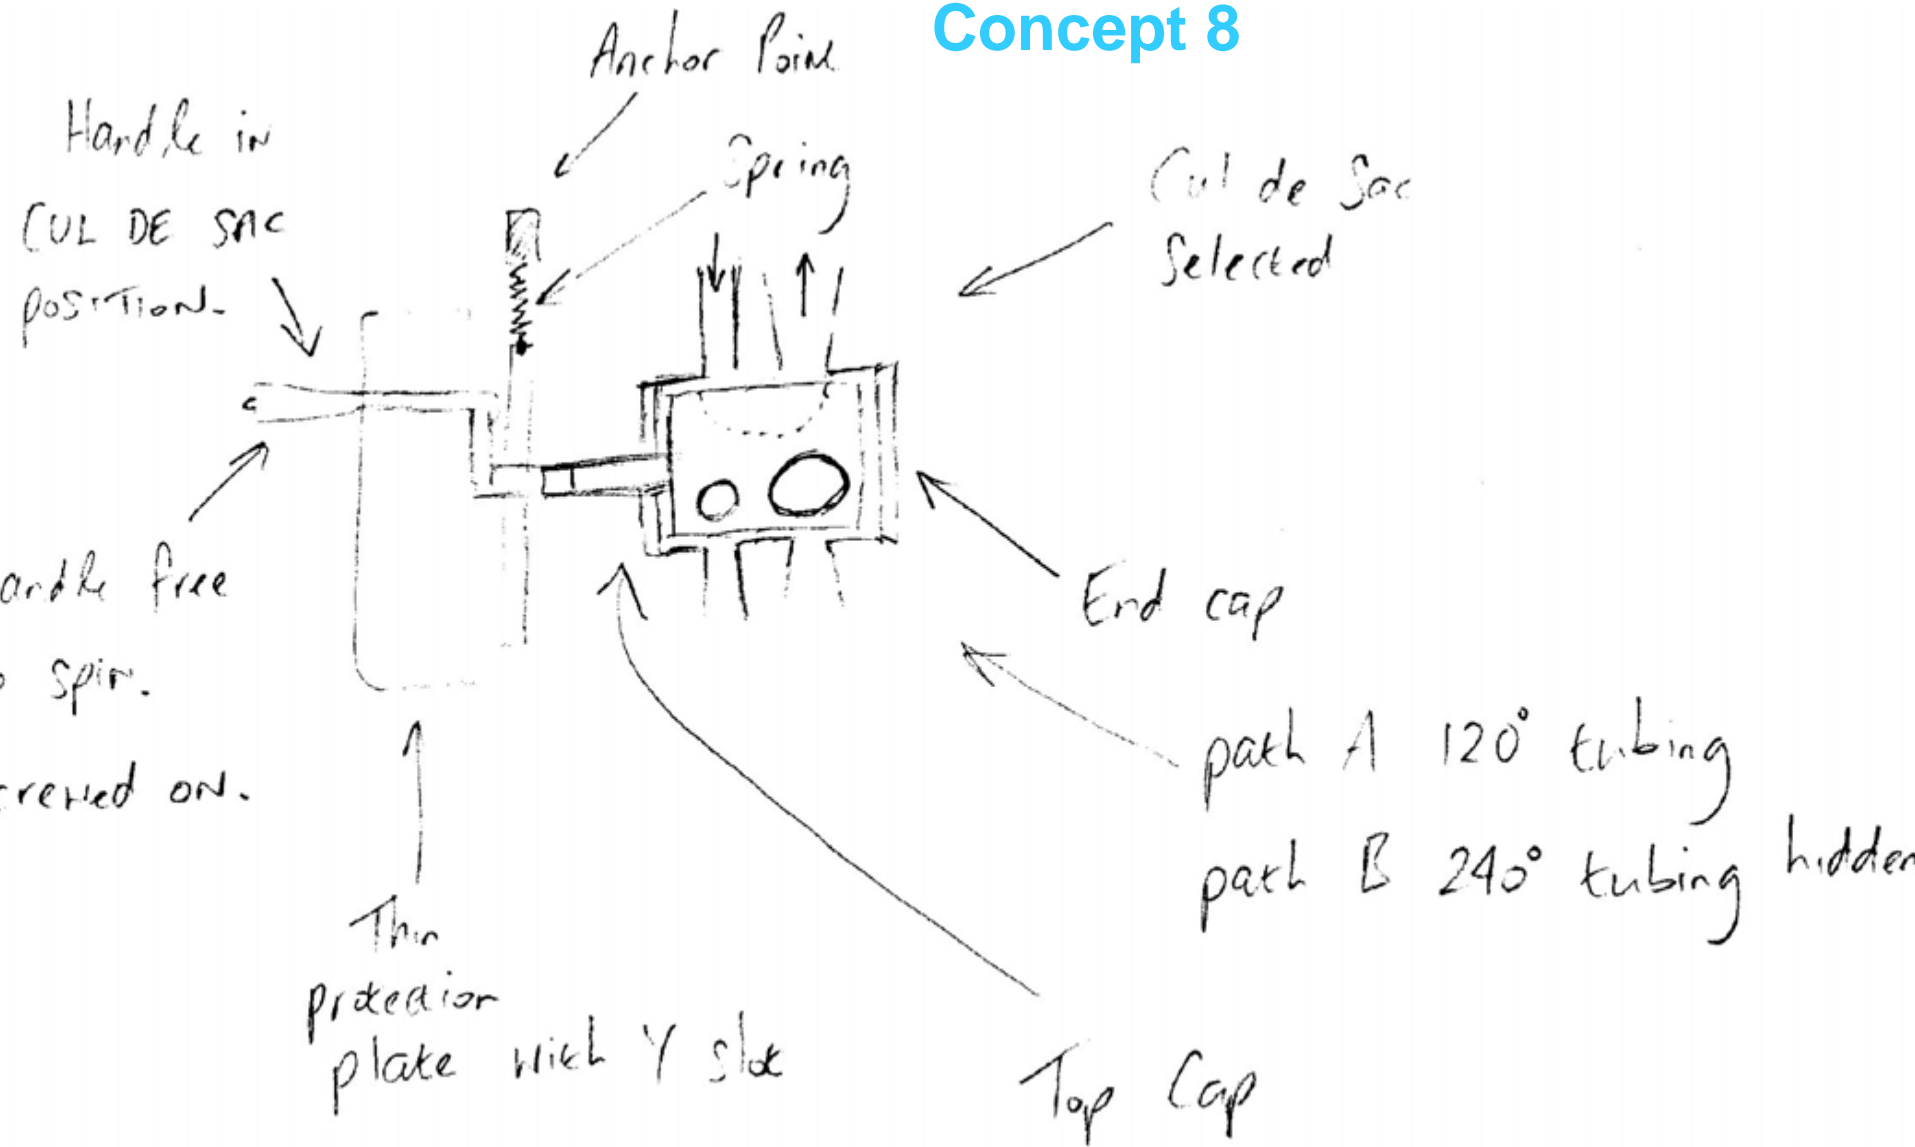 Concept 8
Anchor Point
Handle in
CUL DE SAC
POSITION.
Spring
Cul de Sac
Selected
andle free
o spin.
crewed ON.
End cap
path A 120° tubing
path B 240° tubing hidden
Thin
protection
plate with Y slot
Top Cap